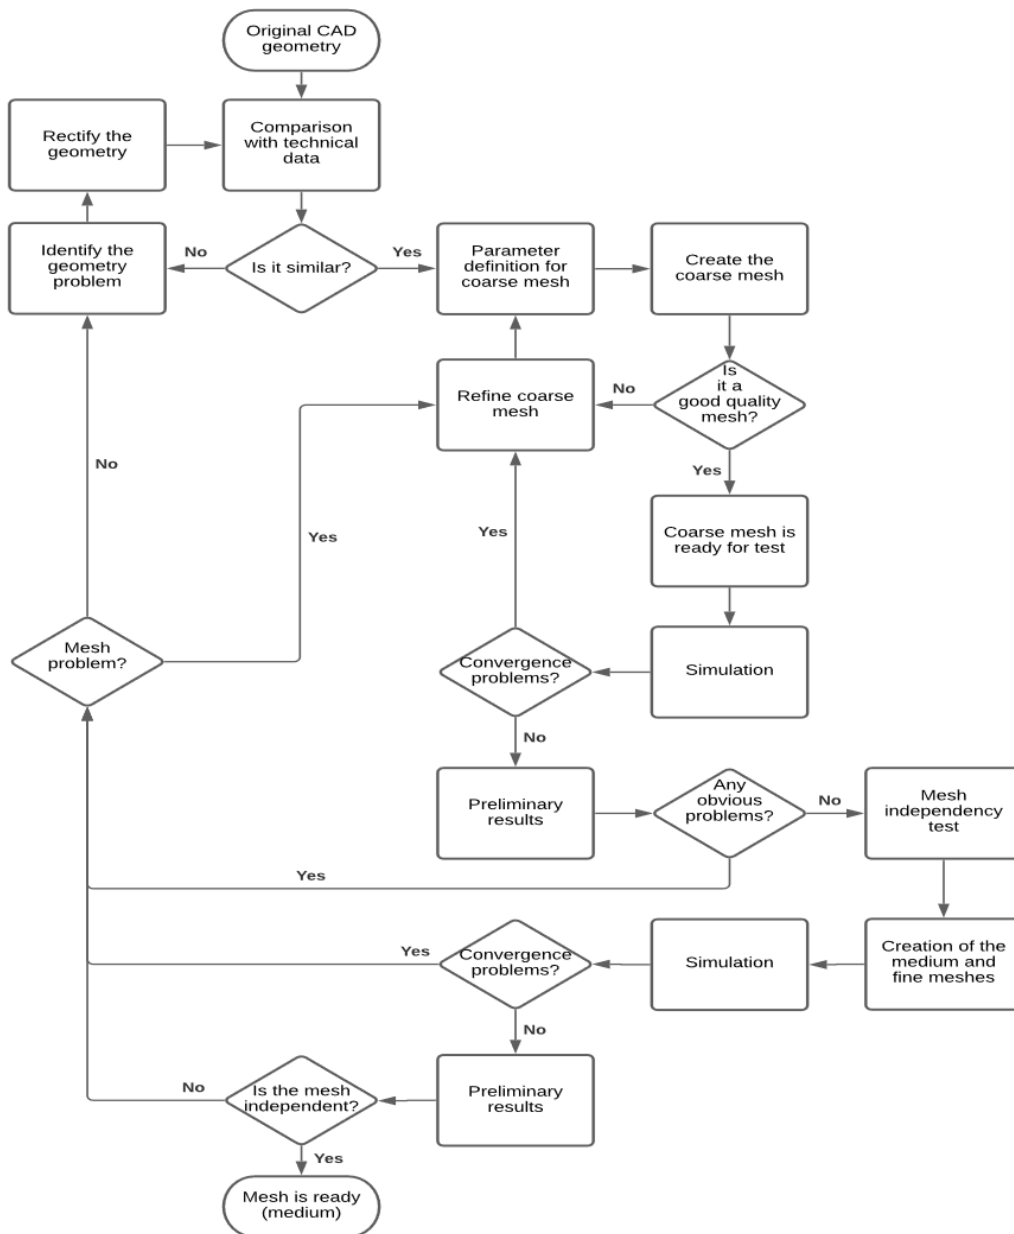 Original CAD
geometry
Rectify the
geometry
Comparison
with technical
data
Identify the
geometry
problem
No
Is it similar?
Yes
Parameter
definition for
coarse mesh
Create the
coarse mesh
Refine coarse
mesh
No
Is
it a
good quality
mesh?
No
Yes
Yes
Yes
Coarse mesh is
ready for test
Mesh
problem?
Convergence
problems?
Simulation
No
Preliminary
results
Any
obvious
problems?
No
Mesh
independency
test
Yes
Yes
Convergence
problems?
Simulation
Creation of the
medium and
fine meshes
No
No
Is the mesh
independent?
Preliminary
results
Yes
Mesh is ready
(medium)